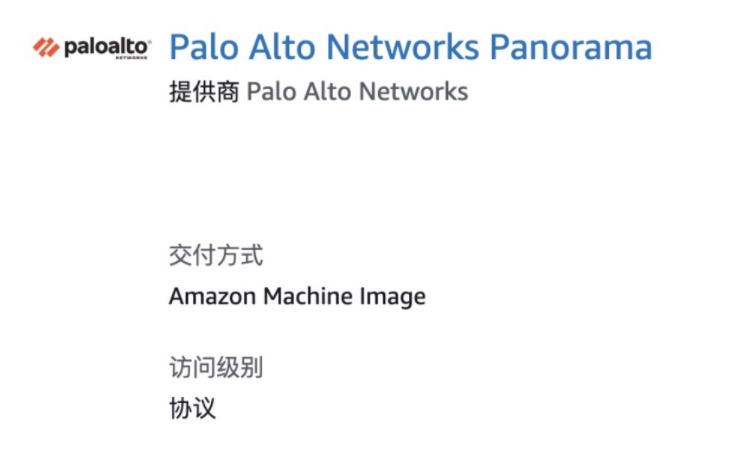 paloalto
NETWORKS
Palo Alto Networks Panorama
提供商 Palo Alto Networks
交付方式
Amazon Machine Image
访问级别
协议